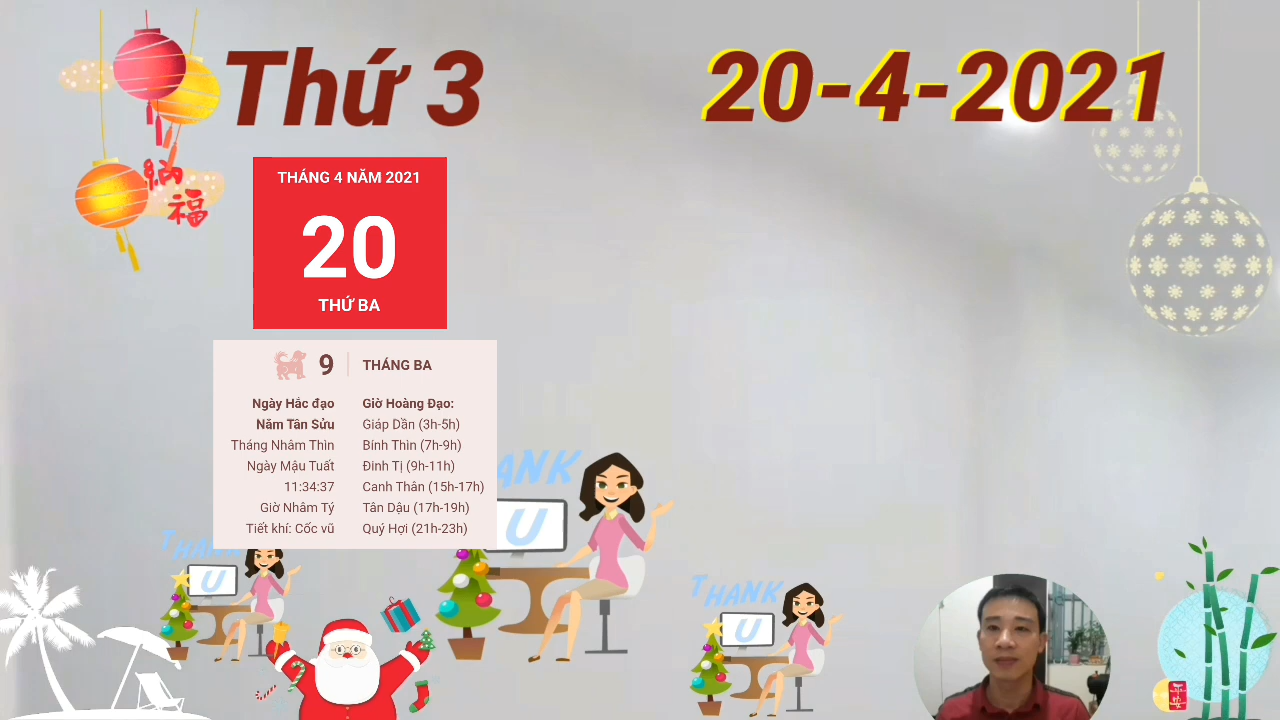 Thứ 3
20-4-2021
納
福
THÁNG 4 NĂM 2021
20
THỨ BA
9
THÁNG BA
Ngày Hắc đạo
Năm Tân Sửu
Tháng Nhâm Thìn
Ngày Mậu Tuất
11:34:37
Giờ Nhâm Tý
Tiết khí: Cốc vũ
Giờ Hoàng Đạo:
Giáp Dần (3h-5h)
Bính Thìn (7h-9h)
Đinh Tị (9h-11h)
Canh Thân (15h-17h)
Tân Dậu (17h-19h)
Quý Hợi (21h-23h)
ANK
U
THANK
U
THANK
U